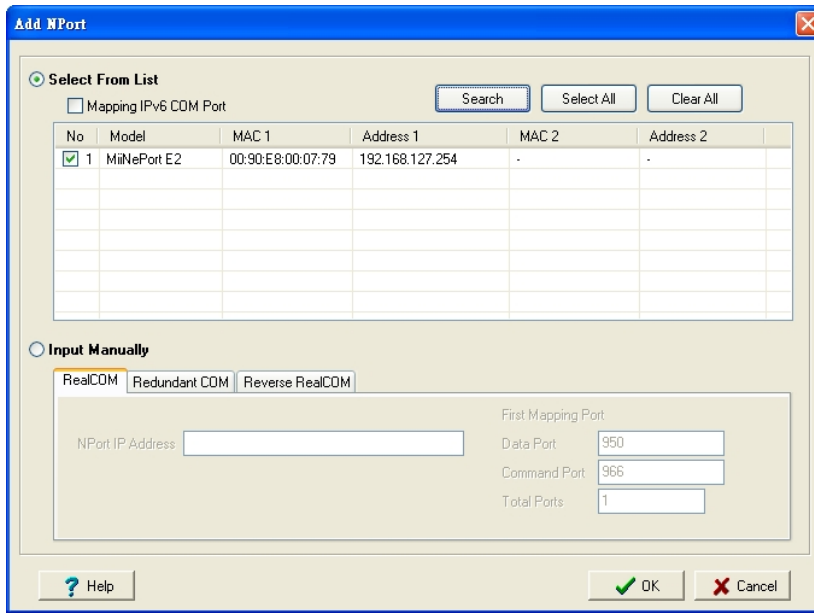 Add NPort
Select From List
Mapping IPv6 COM Port
Search Select All Clear All
No Model MAC 1 Address 1 MAC 2 Address 2
1 MiiNePort E2 00:90:E8:00:07:79 192.168.127.254 - -
Input Manually
RealCOM Redundant COM Reverse RealCOM
First Mapping Port
NPort IP Address Data Port 950
Command Port 966
Total Ports 1
Help OK Cancel